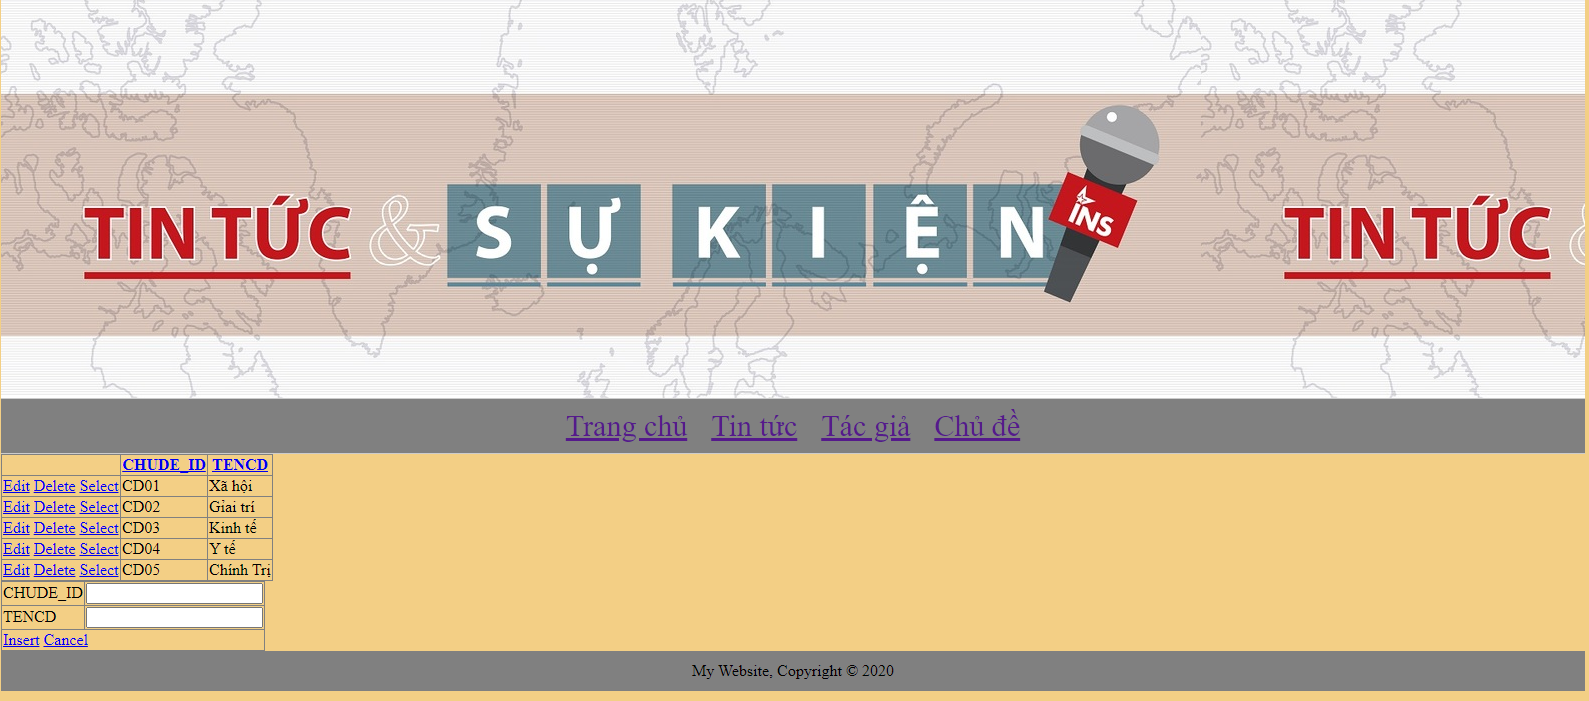 TIN TỨC & SỰ KIỆN INS TIN TỨC
Trang chủ Tin tức Tác giả Chủ đề
CHUDE_ID TENCD
Edit Delete Select CD01 Xã hội
Edit Delete Select CD02 Giải trí
Edit Delete Select CD03 Kinh tế
Edit Delete Select CD04 Y tế
Edit Delete Select CD05 Chính Trị
CHUDE_ID
TENCD
Insert Cancel
My Website, Copyright © 2020